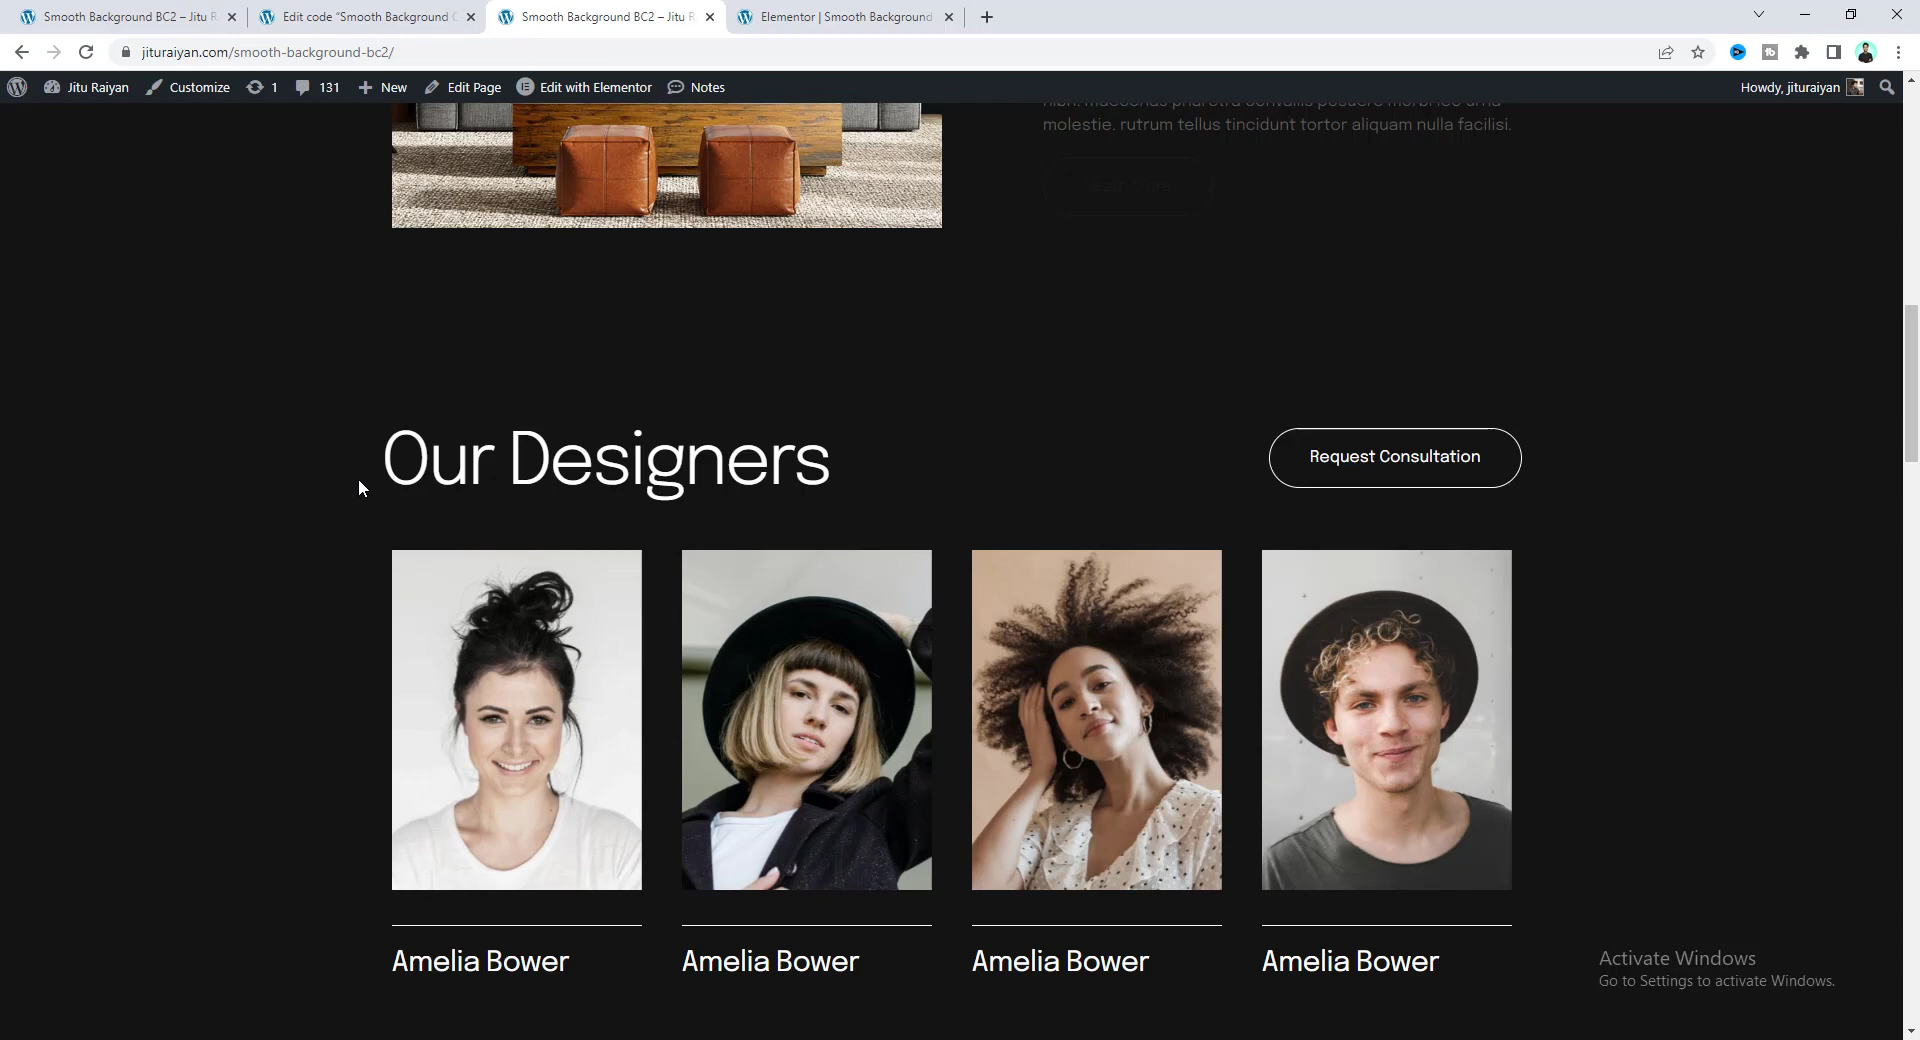 Smooth Background BC2 – Jitu R
Edit code "Smooth Background C
Smooth Background BC2 – Jitu R
Elementor | Smooth Background
jituraiyan.com/smooth-background-bc2/
Jitu Raiyan
Customize
1
131
New
Edit Page
Edit with Elementor
Notes
Howdy, jituraiyan
nibh. maecenas pharetra convallis posuere morbi leo urna
molestie. rutrum tellus tincidunt tortor aliquam nulla facilisi.
Our Designers
Request Consultation
Amelia Bower
Amelia Bower
Amelia Bower
Amelia Bower
Activate Windows
Go to Settings to activate Windows.